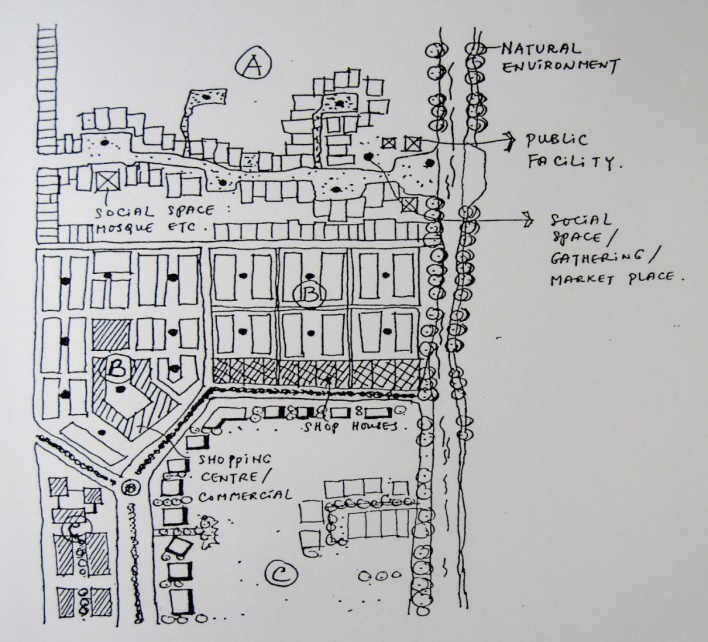 A
NATURAL
ENVIRONMENT
PUBLIC
FACILITY.
SOCIAL SPACE:
MOSQUE ETC.
SOCIAL
SPACE/
GATHERING/
MARKET PLACE.
B
B
SHOP HOUSES.
SHOPPING
CENTRE/
COMMERCIAL
C
C